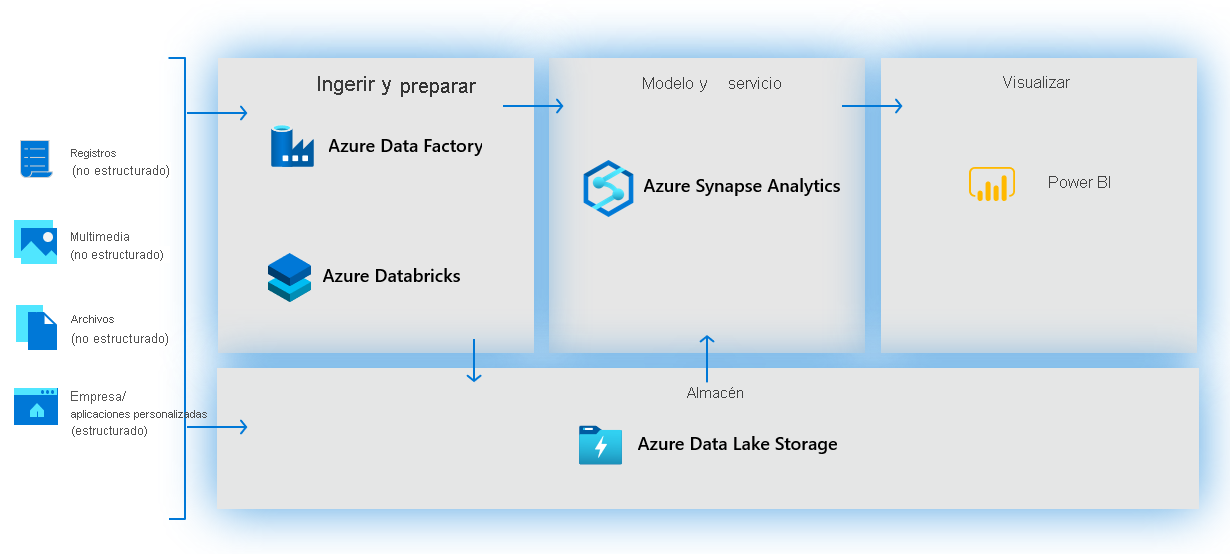 Registros
(no estructurado)
Multimedia
(no estructurado)
Archivos
(no estructurado)
Empresa/
aplicaciones personalizadas
(estructurado)
Ingerir y preparar
Azure Data Factory
Azure Databricks
Modelo y servicio
Azure Synapse Analytics
Visualizar
Power BI
Almacén
Azure Data Lake Storage